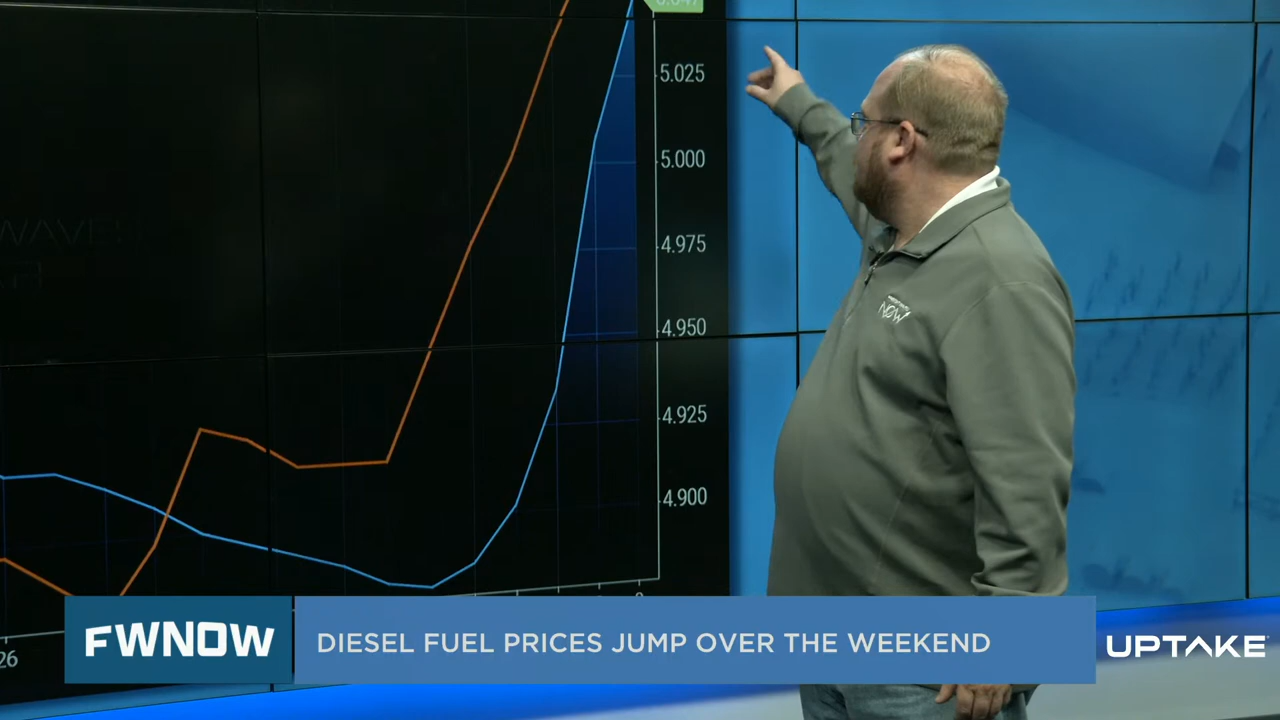 5.025
5.000
4.975
4.950
4.925
4.900
NOW
26
FWNOW
DIESEL FUEL PRICES JUMP OVER THE WEEKEND
UPTAKE